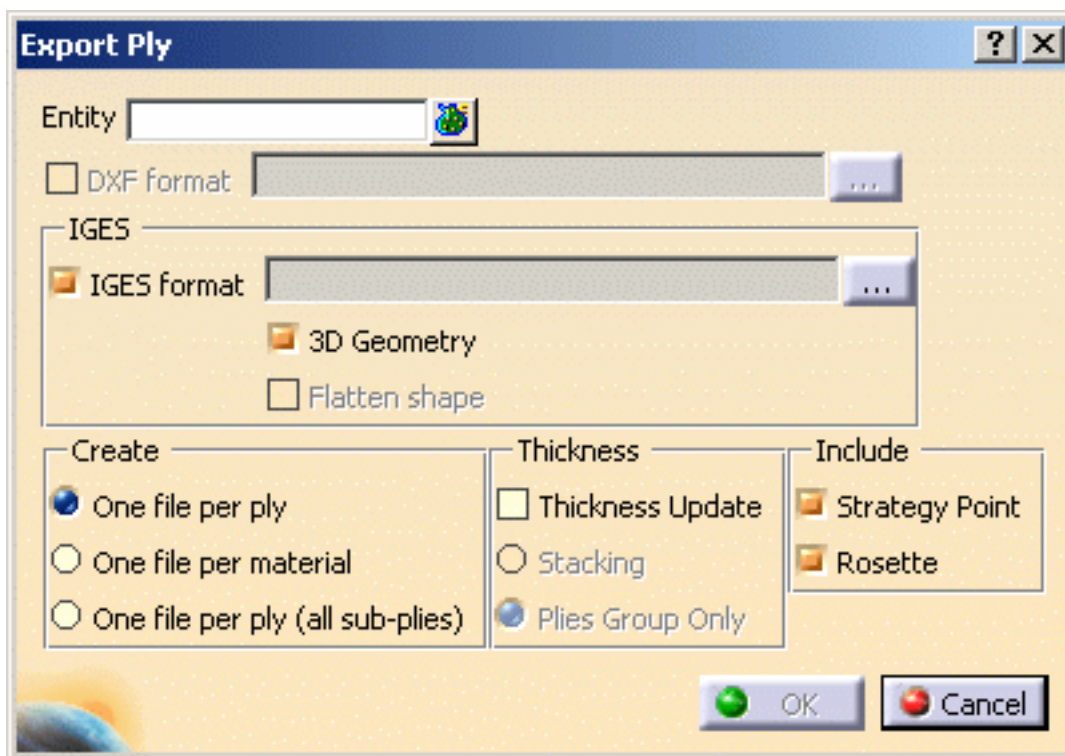 Export Ply
Entity
DXF format ...
IGES
IGES format ...
3D Geometry
Flatten shape
Create
One file per ply
One file per material
One file per ply (all sub-plies)
Thickness
Thickness Update
Stacking
Plies Group Only
Include
Strategy Point
Rosette
OK Cancel